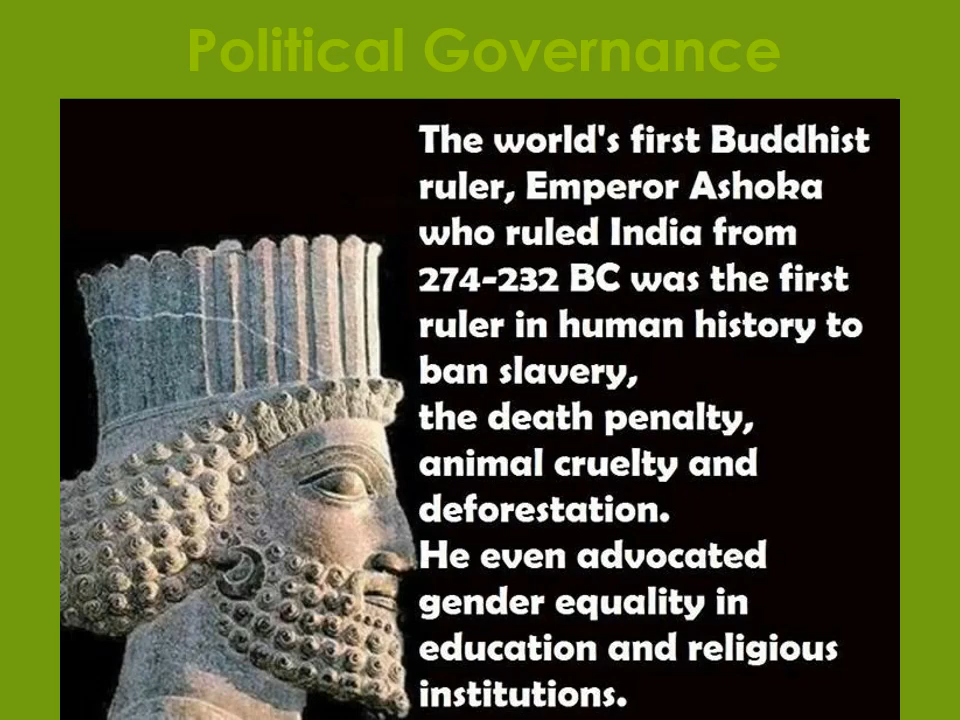 Political Governance
The world's first Buddhist
ruler, Emperor Ashoka
who ruled India from
274-232 BC was the first
ruler in human history to
ban slavery,
the death penalty,
animal cruelty and
deforestation.
He even advocated
gender equality in
education and religious
institutions.